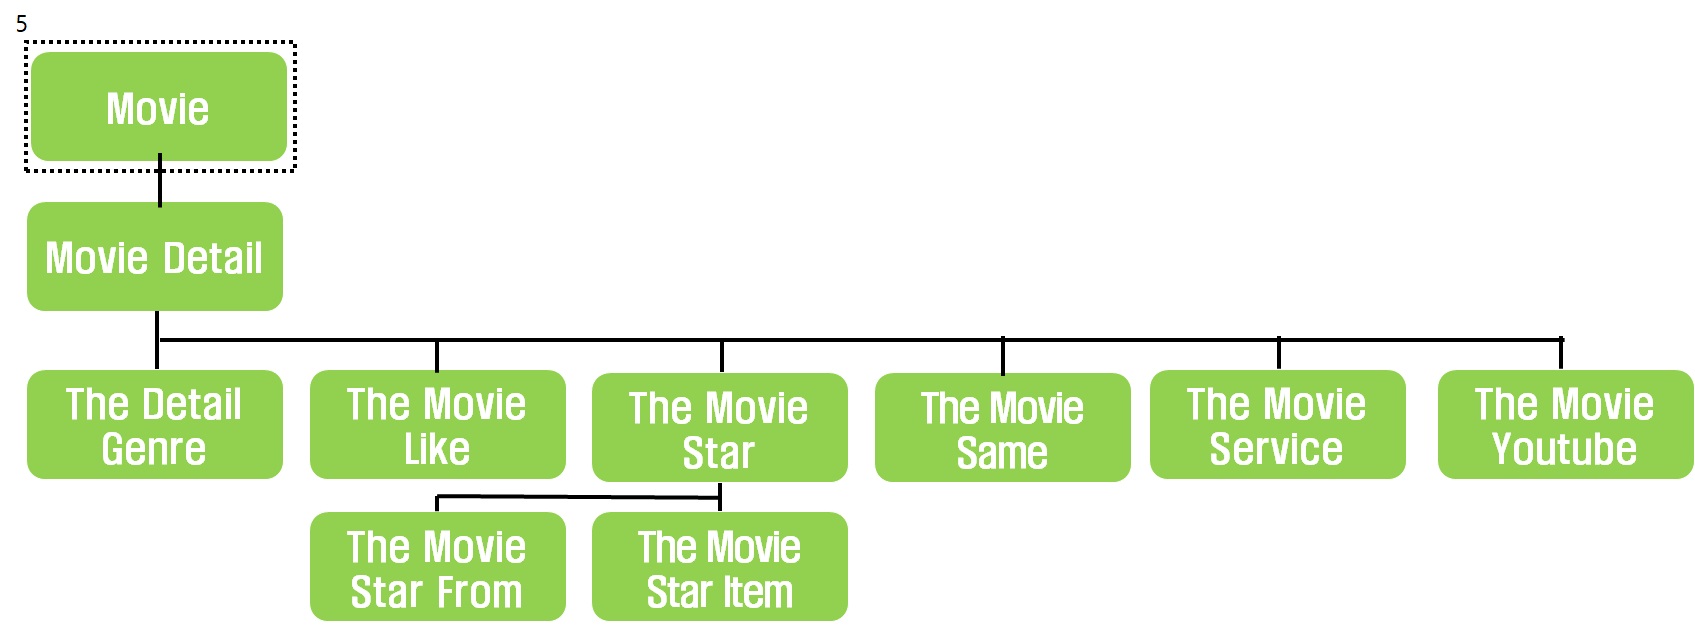 5
Movie
Movie Detail
The Detail
Genre
The Movie
Like
The Movie
Star
The Movie
Same
The Movie
Service
The Movie
Youtube
The Movie
Star From
The Movie
Star Item